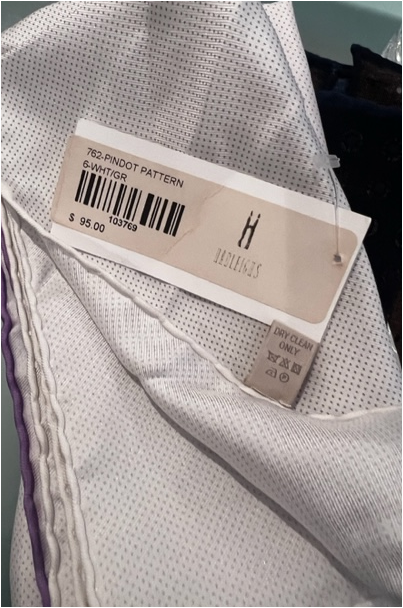 762-PINDOT PATTERN
6-WHT/GR
103769
$ 95.00
DRY CLEAN
ONLY